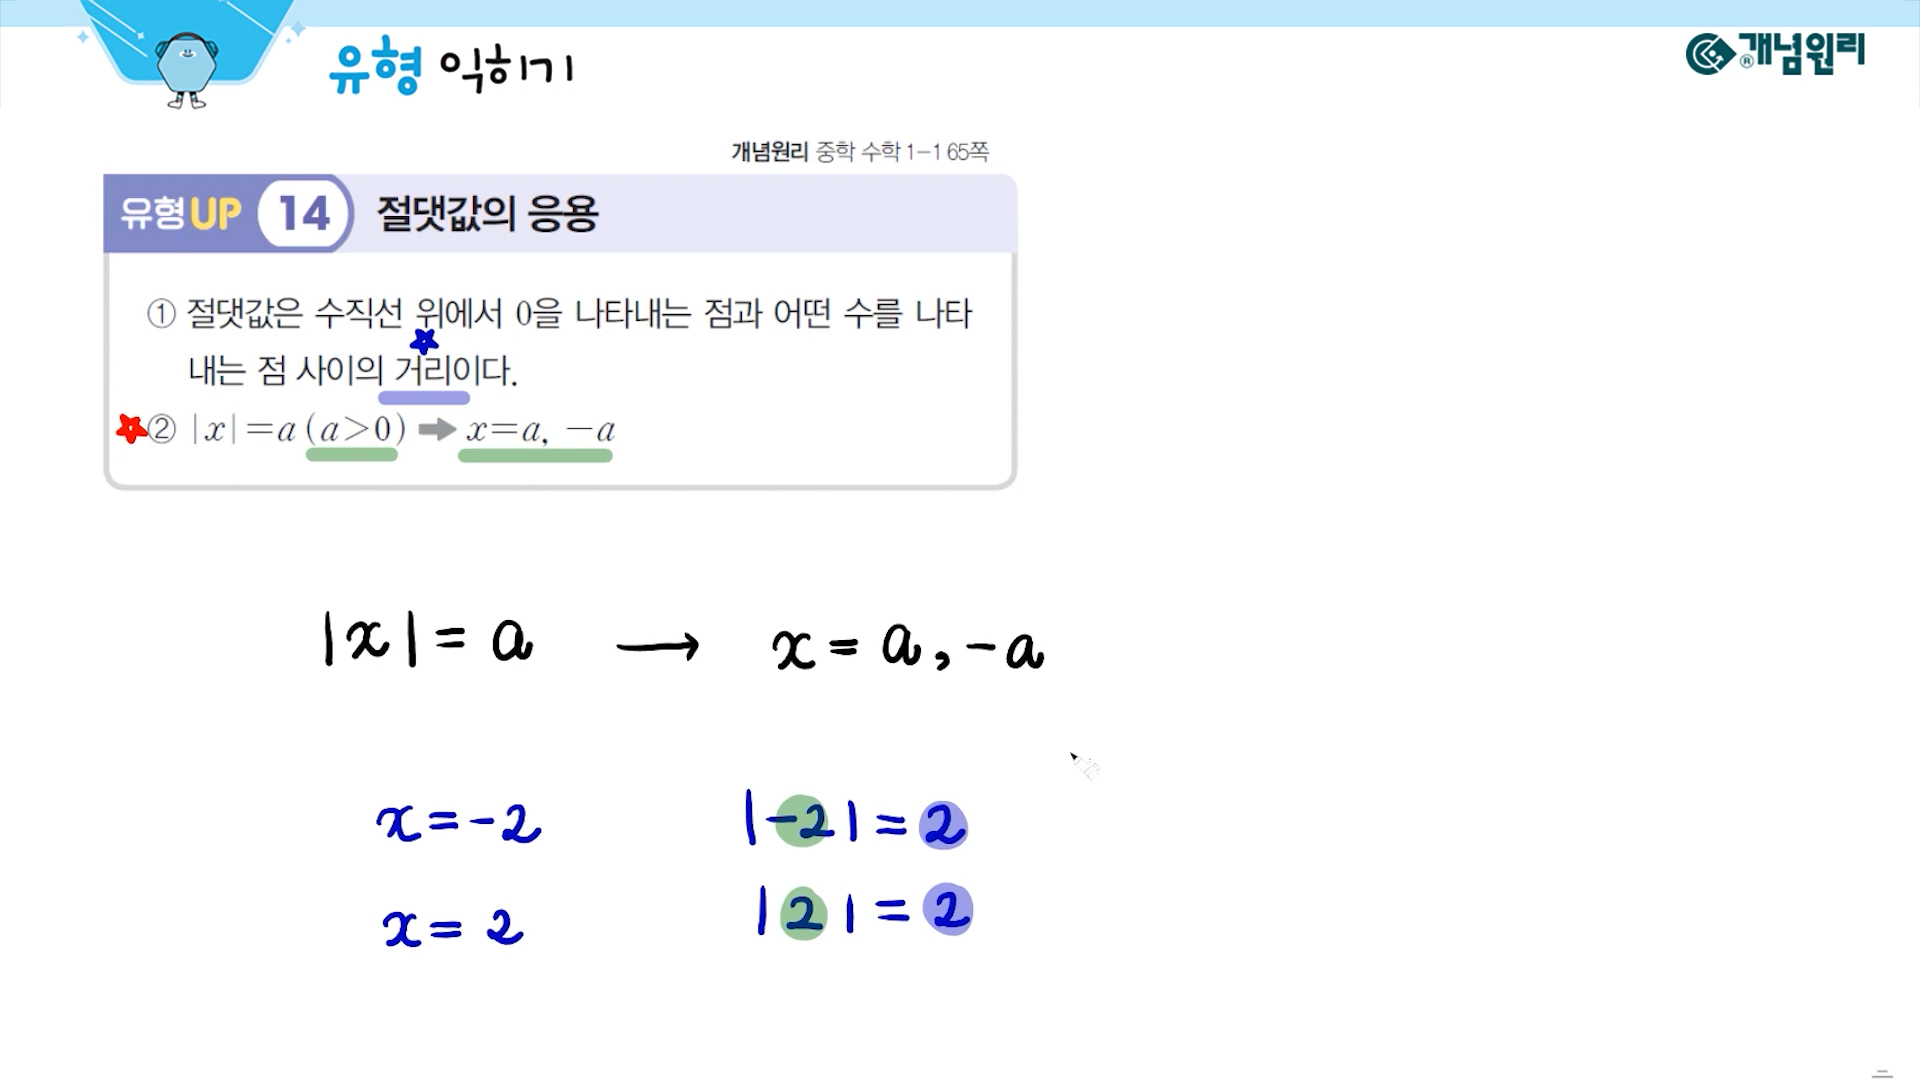 유형 익히기
개념원리
개념원리 중학 수학 1-1 65쪽
유형UP 14 절댓값의 응용
① 절댓값은 수직선 위에서 0을 나타내는 점과 어떤 수를 나타
내는 점 사이의 거리이다.
② |x|=a (a>0) ➡ x=a, -a
|x| = a → x = a, -a
x = -2 |-2| = 2
x = 2 |2| = 2